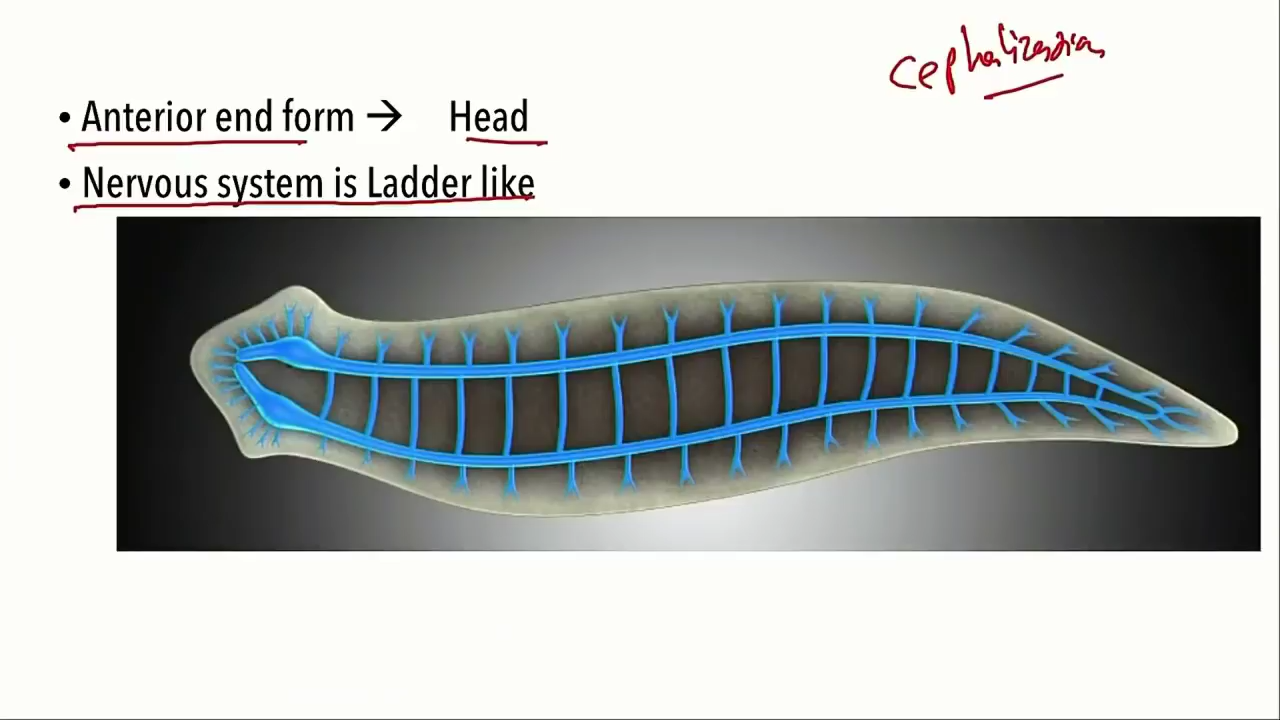 cephalization
• Anterior end form → Head
• Nervous system is Ladder like